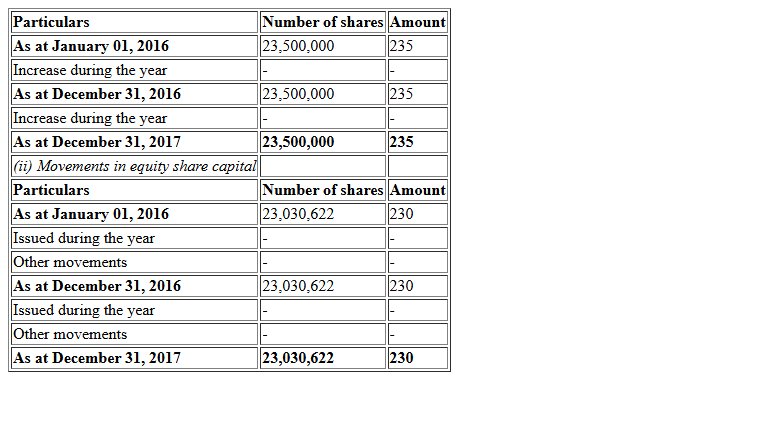 Particulars Number of shares Amount
As at January 01, 2016 23,500,000 235
Increase during the year - -
As at December 31, 2016 23,500,000 235
Increase during the year - -
As at December 31, 2017 23,500,000 235
(ii) Movements in equity share capital
Particulars Number of shares Amount
As at January 01, 2016 23,030,622 230
Issued during the year - -
Other movements - -
As at December 31, 2016 23,030,622 230
Issued during the year - -
Other movements - -
As at December 31, 2017 23,030,622 230